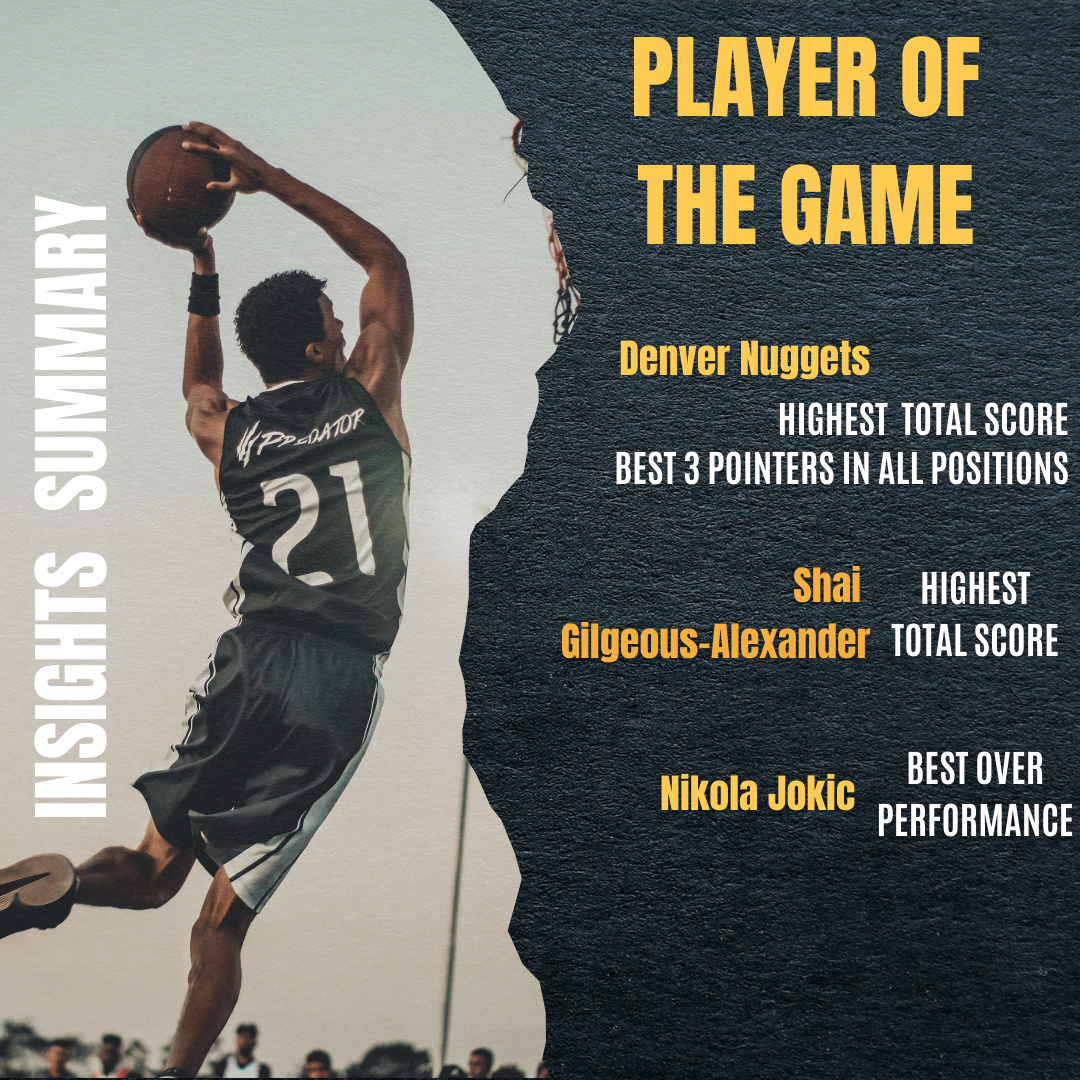 INSIGHTS SUMMARY
PLAYER OF
THE GAME
Denver Nuggets
HIGHEST TOTAL SCORE
BEST 3 POINTERS IN ALL POSITIONS
Shai
Gilgeous-Alexander
HIGHEST
TOTAL SCORE
Nikola Jokic
BEST OVER
PERFORMANCE
PREDATOR
21